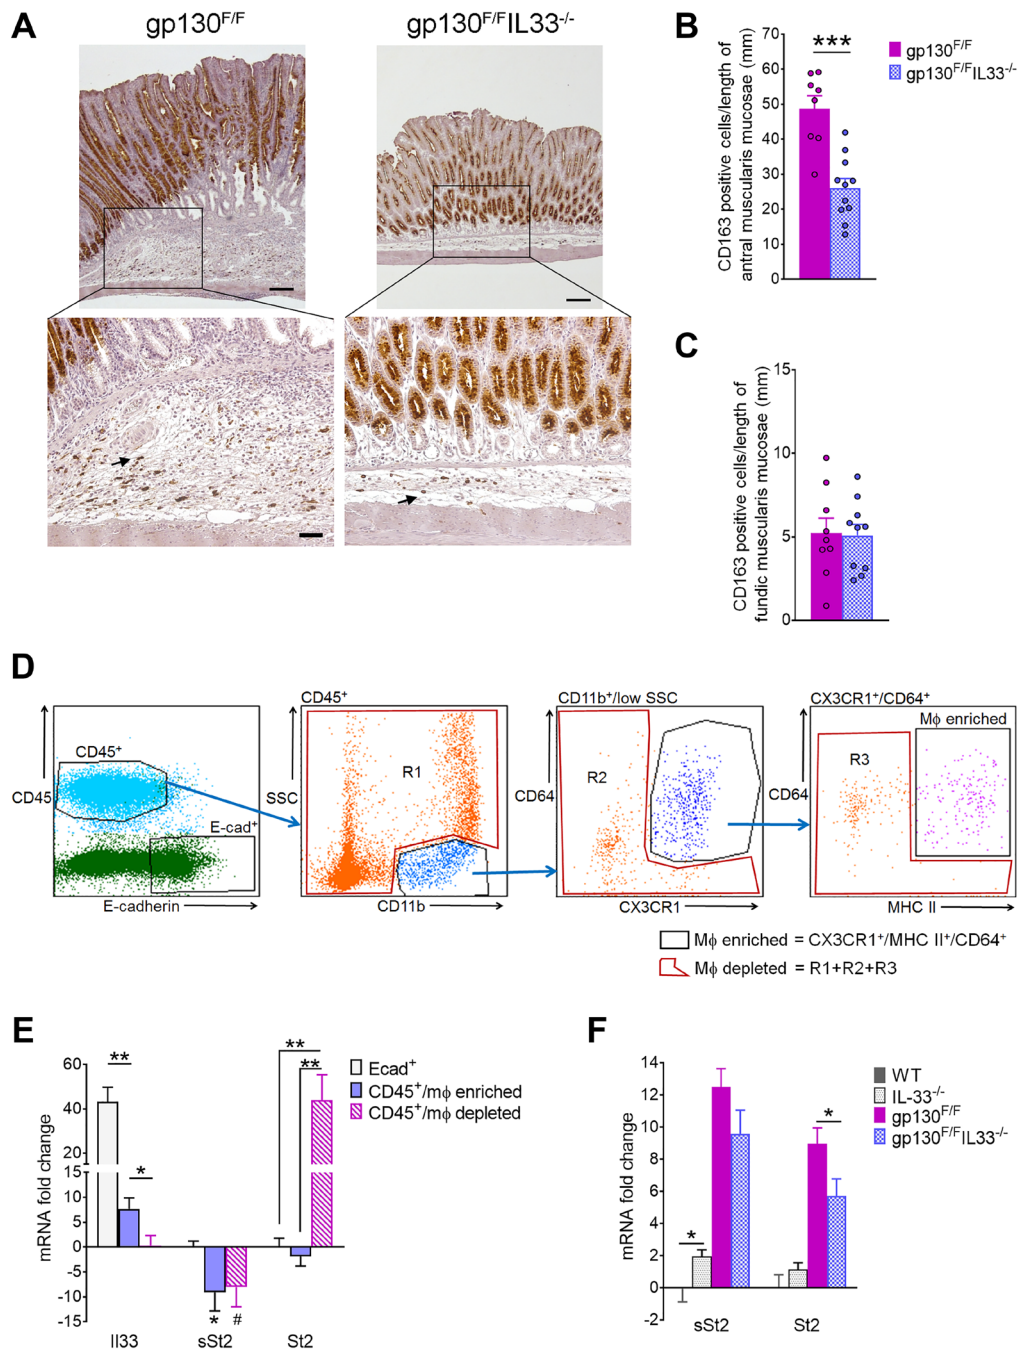 A
gp130F/F
gp130F/FIL33-/-
B
CD163 positive cells/length of
antral muscularis mucosae (mm)
70
60
50
40
30
20
10
0
***
gp130F/F
gp130F/FIL33-/-
C
CD163 positive cells/length of
fundic muscularis mucosae (mm)
15
10
5
0
D
CD45+
CD45
E-cad+
E-cadherin
CD45+
SSC
R1
CD11b
CD11b+/low SSC
CD64
R2
CX3CR1
CX3CR1+/CD64+
Mϕ enriched
CD64
R3
MHC II
Mϕ enriched = CX3CR1+/MHC II+/CD64+
Mϕ depleted = R1+R2+R3
E
mRNA fold change
60
40
20
15
10
5
0
-5
-10
-15
**
*
*
#
**
**
Il33
sSt2
St2
Ecad+
CD45+/mϕ enriched
CD45+/mϕ depleted
F
mRNA fold change
14
12
10
8
6
4
2
0
-2
*
*
sSt2
St2
WT
IL-33-/-
gp130F/F
gp130F/FIL33-/-